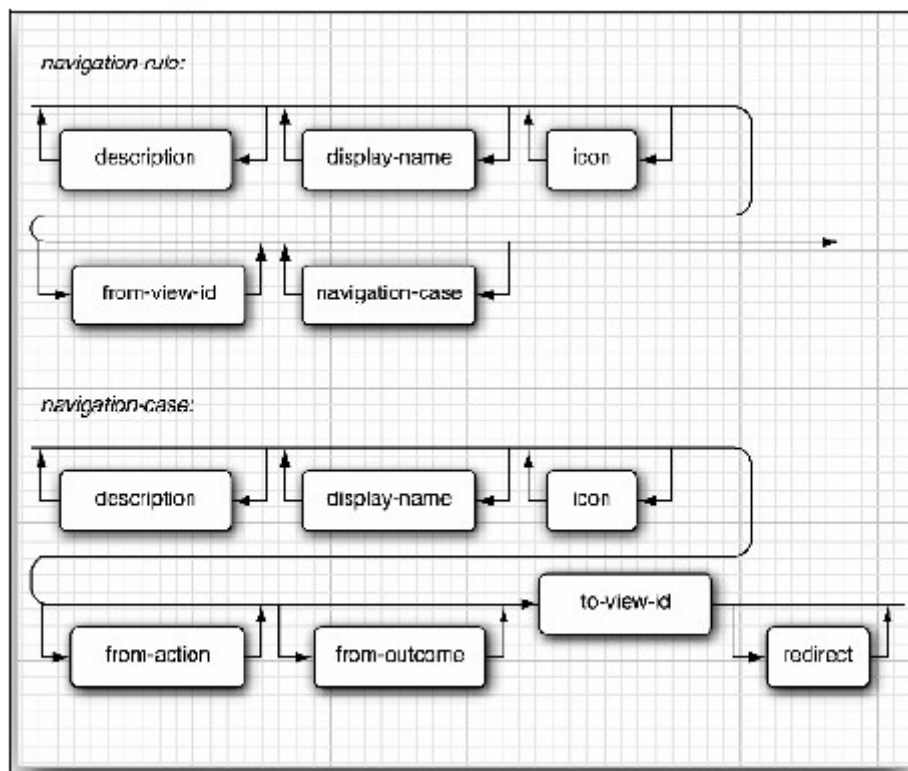 navigation-rule:
description display-name icon
from-view-id navigation-case
navigation-case:
description display-name icon
to-view-id
from-action from-outcome redirect